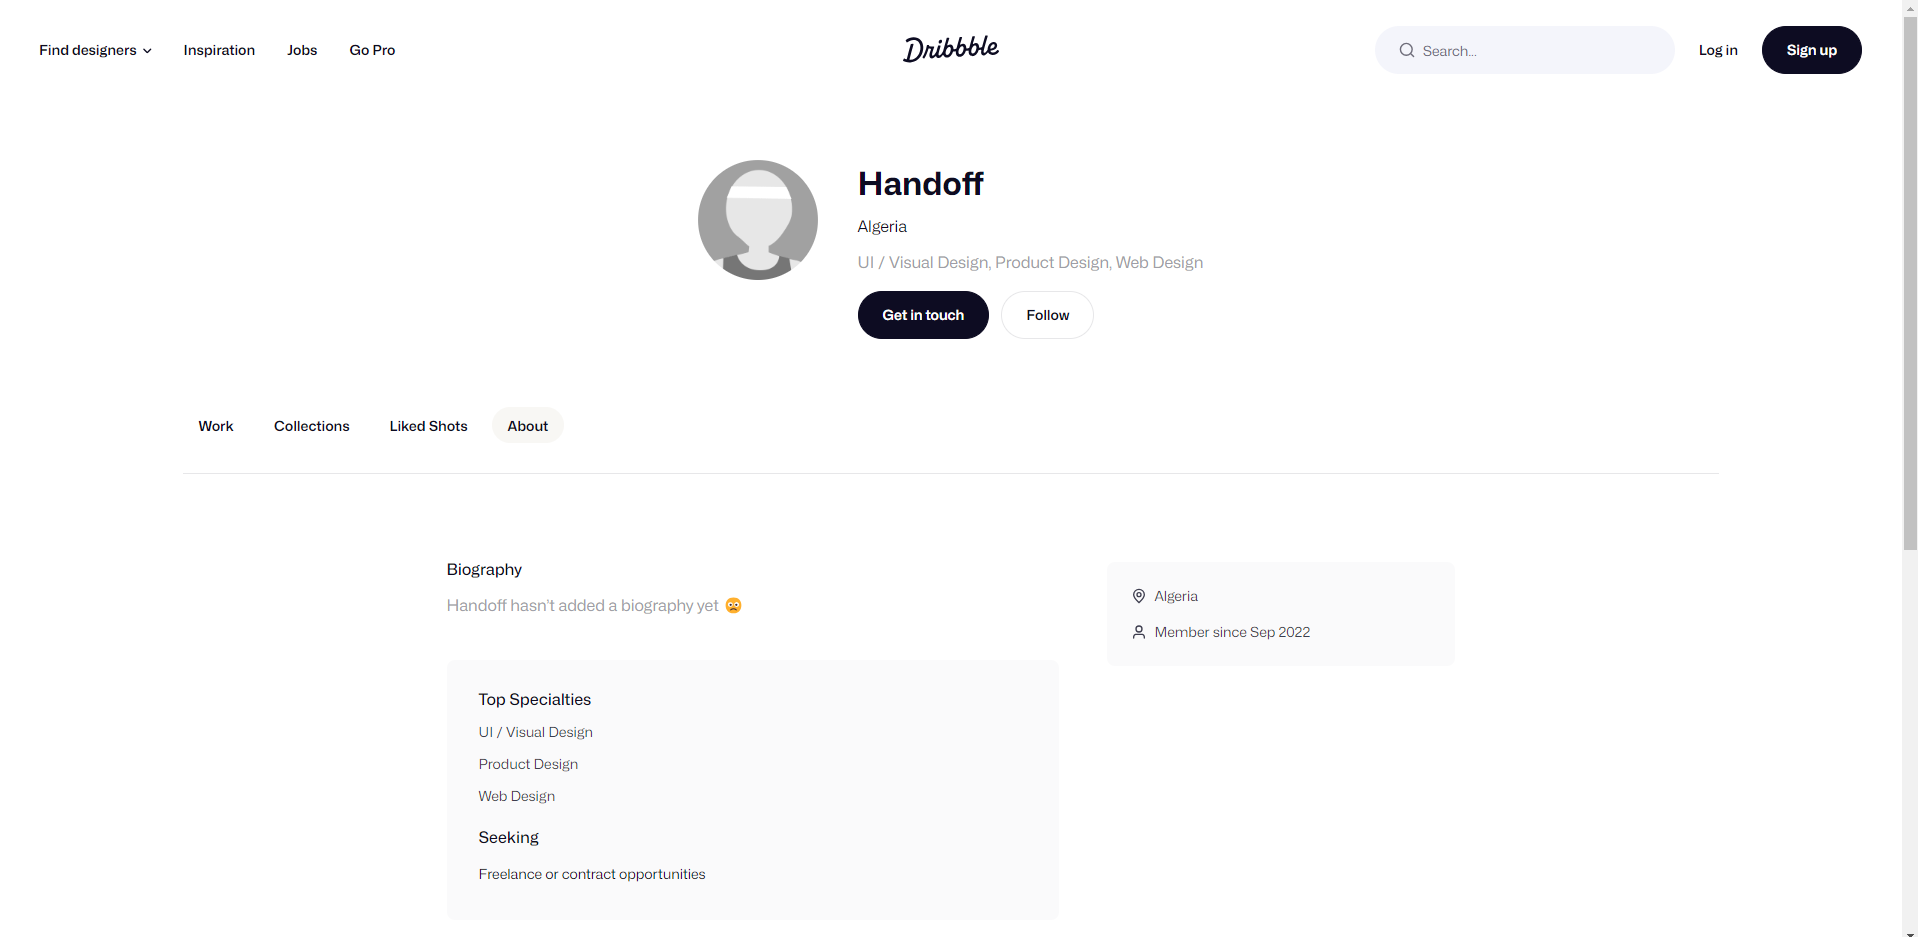 Find designers
Inspiration
Jobs
Go Pro
Dribbble
Search...
Log in
Sign up
Handoff
Algeria
UI / Visual Design, Product Design, Web Design
Get in touch
Follow
Work
Collections
Liked Shots
About
Biography
Handoff hasn't added a biography yet 😳
Algeria
Member since Sep 2022
Top Specialties
UI / Visual Design
Product Design
Web Design
Seeking
Freelance or contract opportunities